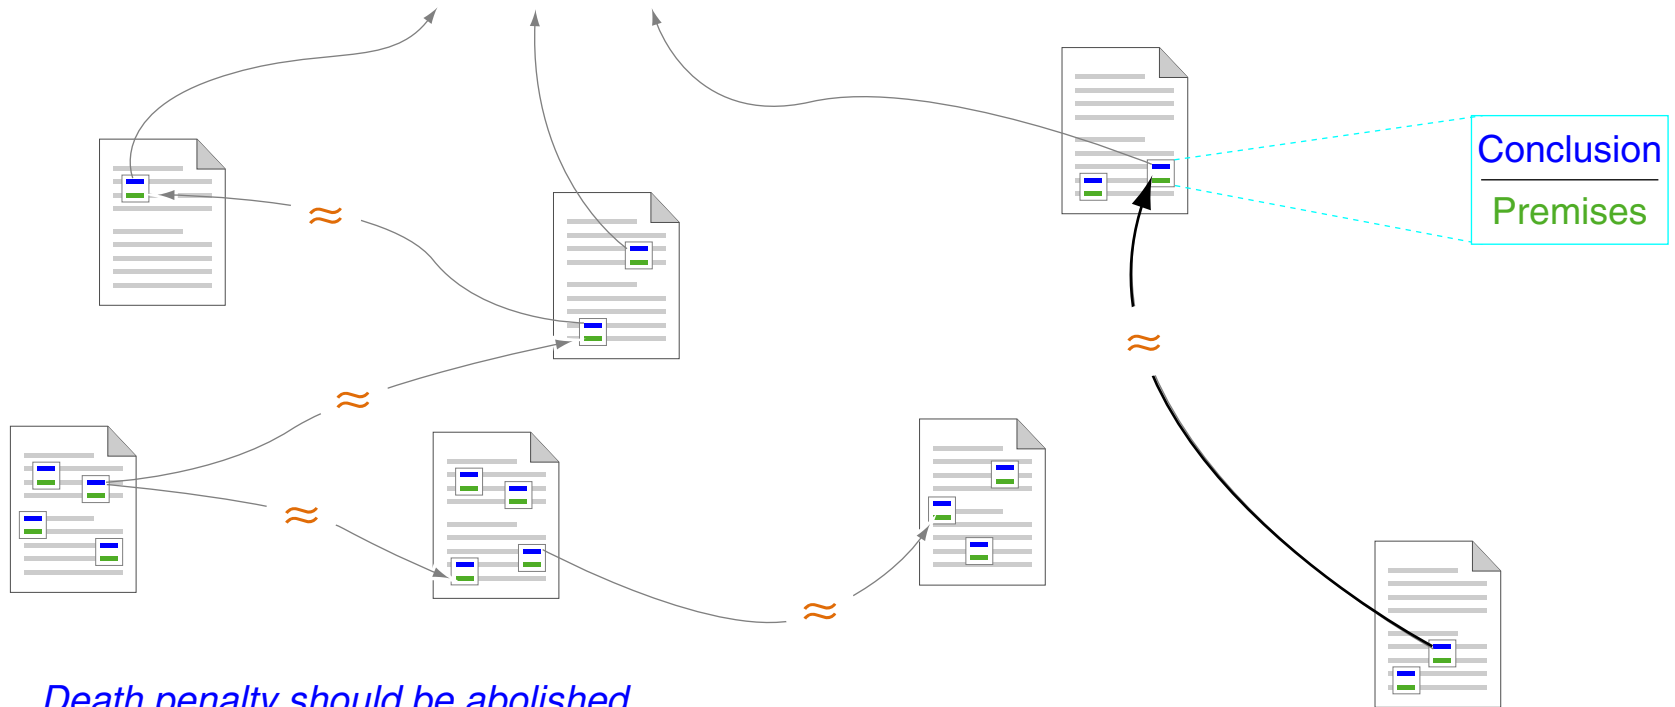 Conclusion
Premises
≈
≈
≈
≈
≈
Death penalty should be abolished